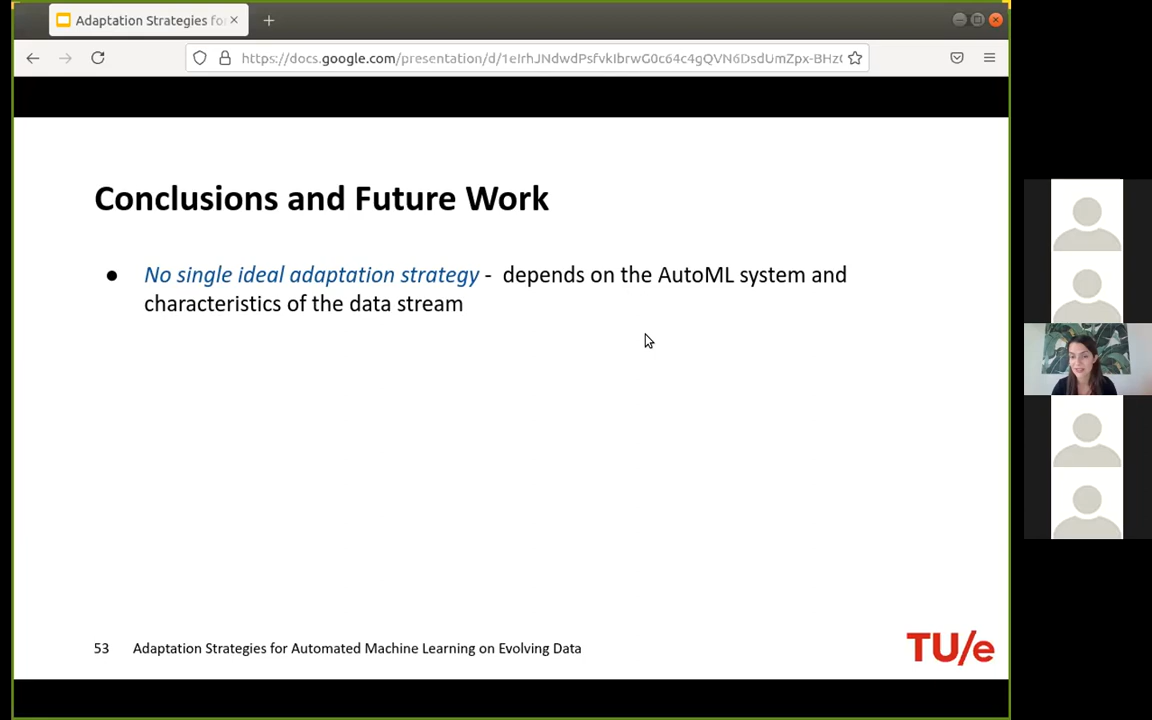 Adaptation Strategies fo
https://docs.google.com/presentation/d/1eIrhJNdwdPsfvkIbrwG0c64c4gQVN6DsdUmZpx-BHz
Conclusions and Future Work
● No single ideal adaptation strategy - depends on the AutoML system and
characteristics of the data stream
53 Adaptation Strategies for Automated Machine Learning on Evolving Data
TU/e